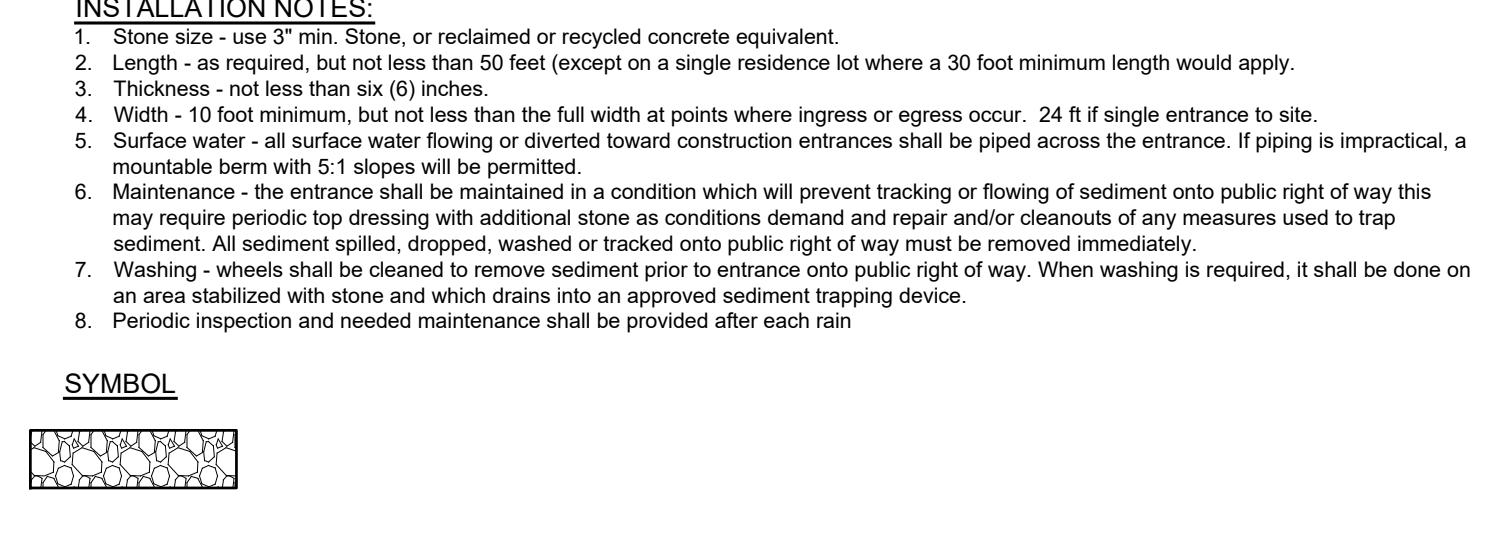 INSTALLATION NOTES:
1. Stone size - use 3" min. Stone, or reclaimed or recycled concrete equivalent.
2. Length - as required, but not less than 50 feet (except on a single residence lot where a 30 foot minimum length would apply.
3. Thickness - not less than six (6) inches.
4. Width - 10 foot minimum, but not less than the full width at points where ingress or egress occur. 24 ft if single entrance to site.
5. Surface water - all surface water flowing or diverted toward construction entrances shall be piped across the entrance. If piping is impractical, a
mountable berm with 5:1 slopes will be permitted.
6. Maintenance - the entrance shall be maintained in a condition which will prevent tracking or flowing of sediment onto public right of way this
may require periodic top dressing with additional stone as conditions demand and repair and/or cleanouts of any measures used to trap
sediment. All sediment spilled, dropped, washed or tracked onto public right of way must be removed immediately.
7. Washing - wheels shall be cleaned to remove sediment prior to entrance onto public right of way. When washing is required, it shall be done on
an area stabilized with stone and which drains into an approved sediment trapping device.
8. Periodic inspection and needed maintenance shall be provided after each rain
SYMBOL